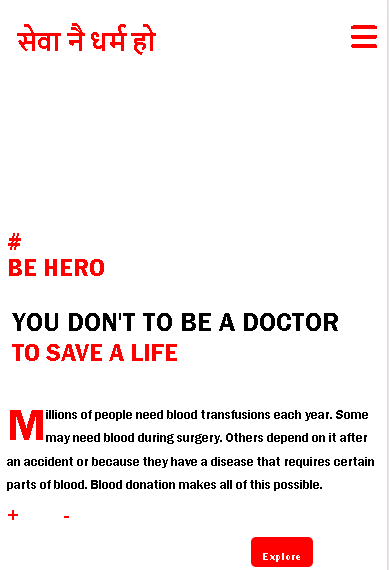 सेवा नै धर्म हो
#
BE HERO
YOU DON'T TO BE A DOCTOR
TO SAVE A LIFE
Millions of people need blood transfusions each year. Some
may need blood during surgery. Others depend on it after
an accident or because they have a disease that requires certain
parts of blood. Blood donation makes all of this possible.
+ -
Explore